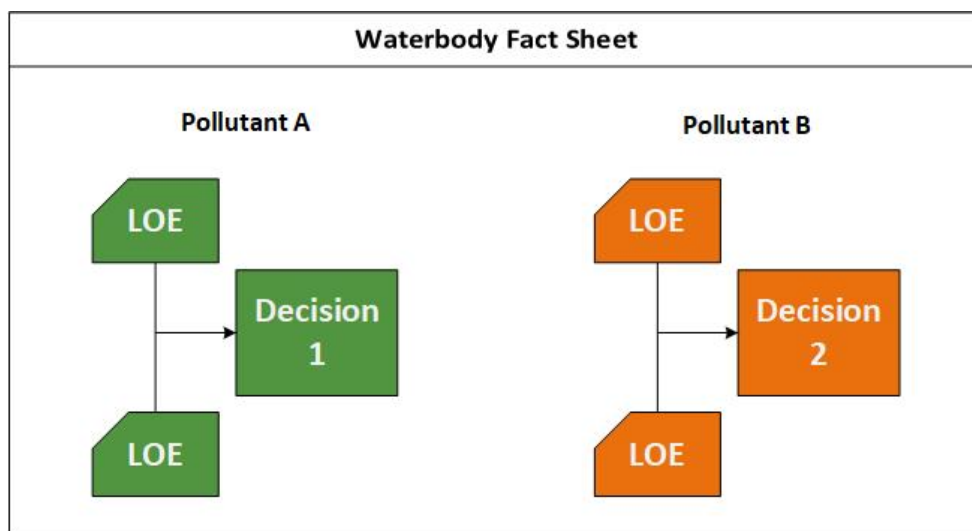 Waterbody Fact Sheet
Pollutant A
LOE
Decision
1
LOE
Pollutant B
LOE
Decision
2
LOE